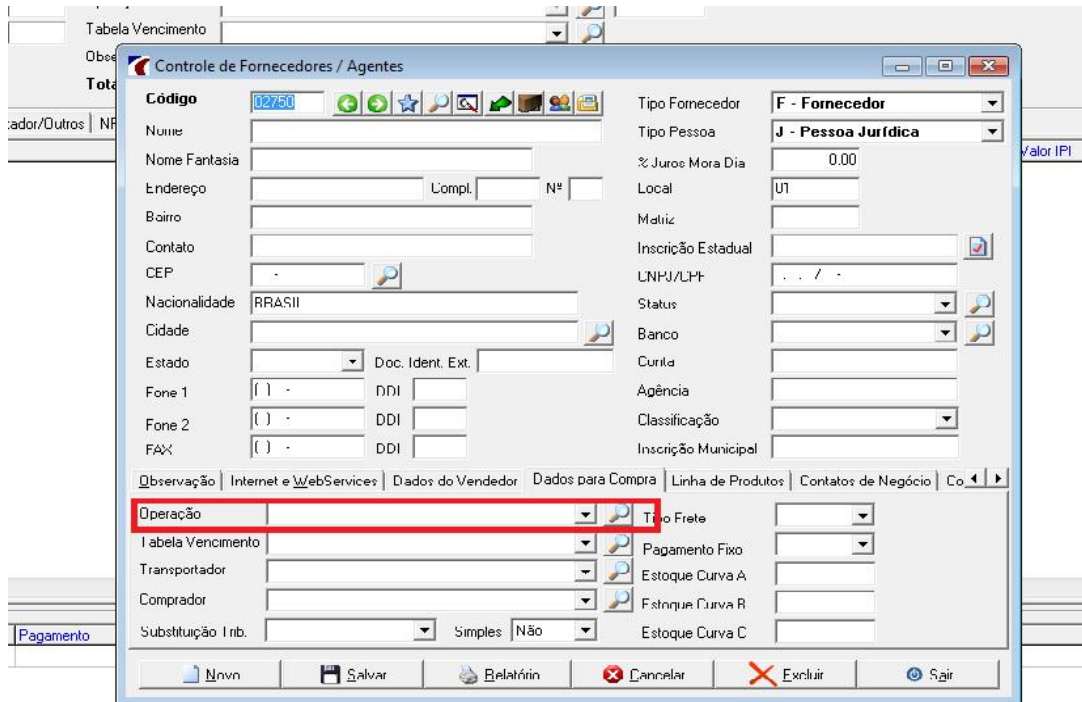 Tabela Vencimento
Obse
Tota
cador/Outros NF
Valor IPI
Controle de Fornecedores / Agentes
Código 02750 Tipo Fornecedor F - Fornecedor
Nome Tipo Pessoa J - Pessoa Jurídica
Nome Fantasia % Juros Mora Dia 0.00
Endereço Compl. Nº Local 01
Bairro Matriz
Contato Inscrição Estadual
CEP - CNPJ/CPF . . / -
Nacionalidade BRASIL Status
Cidade Banco
Estado Doc. Ident. Ext. Conta
Fone 1 ( ) - DDI Agência
Fone 2 ( ) - DDI Classificação
FAX ( ) - DDI Inscrição Municipal
Observação Internet e WebServices Dados do Vendedor Dados para Compra Linha de Produtos Contatos de Negócio Co
Operação Tipo Frete
Tabela Vencimento Pagamento Fixo
Transportador Estoque Curva A
Comprador Estoque Curva B
Substituição Trib. Simples Não Estoque Curva C
Pagamento
Novo Salvar Relatório Cancelar Excluir Sair